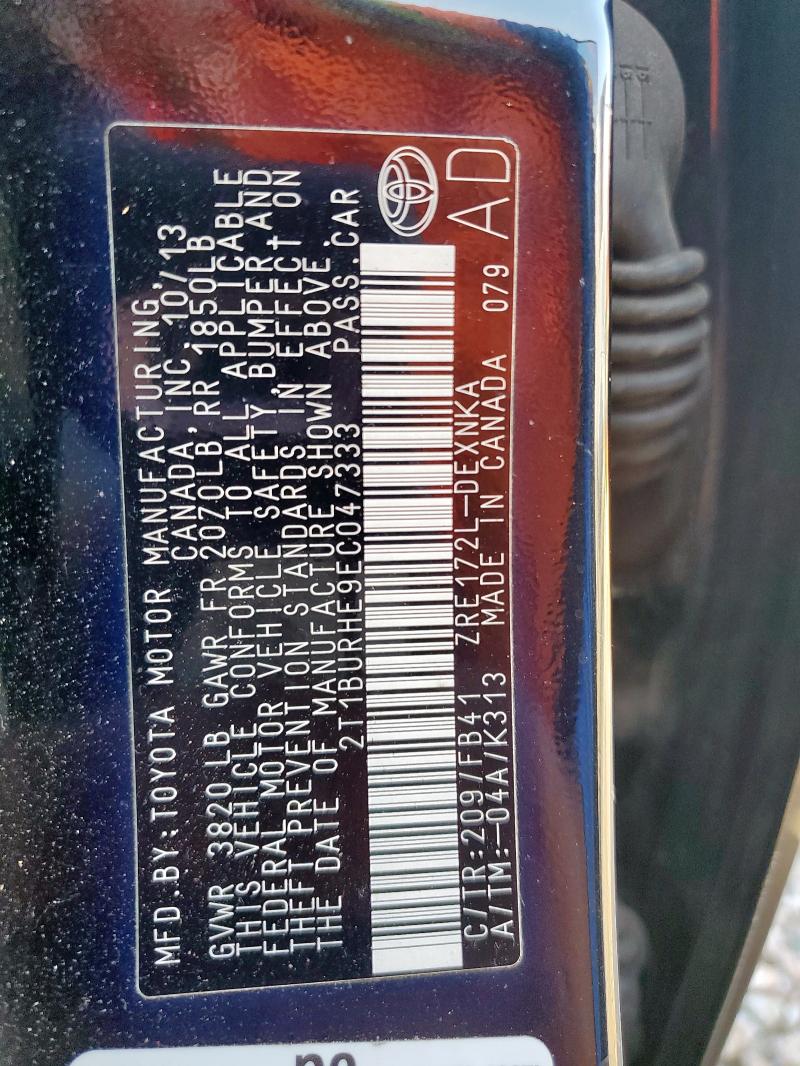 MFD.BY:TOYOTA MOTOR MANUFACTURING,
CANADA,INC.10/13
GVWR 3820 LB GAWR FR 2070LB,RR 1850LB
THIS VEHICLE CONFORMS TO ALL APPLICABLE
FEDERAL MOTOR VEHICLE SAFETY,BUMPER,AND
THEFT PREVENTION STANDARDS IN EFFECT ON
THE DATE OF MANUFACTURE SHOWN ABOVE.
2T1BURHE9EC047333 PASS.CAR
C/TR:209/FB41 ZRE172L-DEXNKA
A/TM:-04A/K313 MADE IN CANADA 079
AD